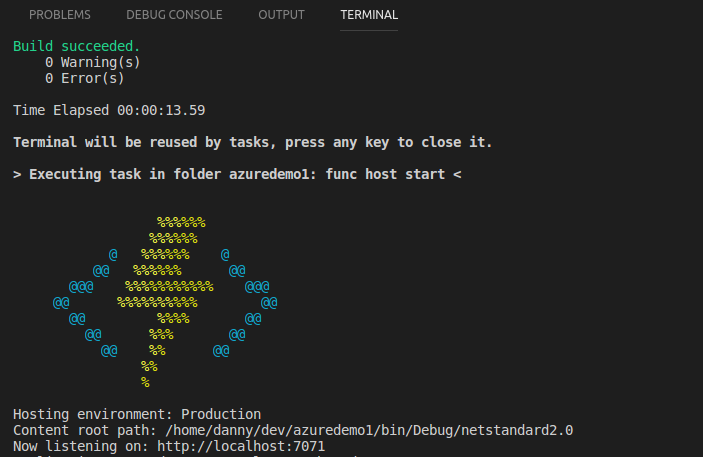 PROBLEMS DEBUG CONSOLE OUTPUT TERMINAL
Build succeeded.
0 Warning(s)
0 Error(s)
Time Elapsed 00:00:13.59
Terminal will be reused by tasks, press any key to close it.
> Executing task in folder azuredemo1: func host start <
%%%%%%
%%%%%%
@ %%%%%% @
@@ %%%%%% @@
@@@ %%%%%%%%%%% @@@
@@ %%%%%%%%%% @@
@@ %%%% @@
@@ %%% @@
@@ %% @@
%%
%
Hosting environment: Production
Content root path: /home/danny/dev/azuredemo1/bin/Debug/netstandard2.0
Now listening on: http://localhost:7071